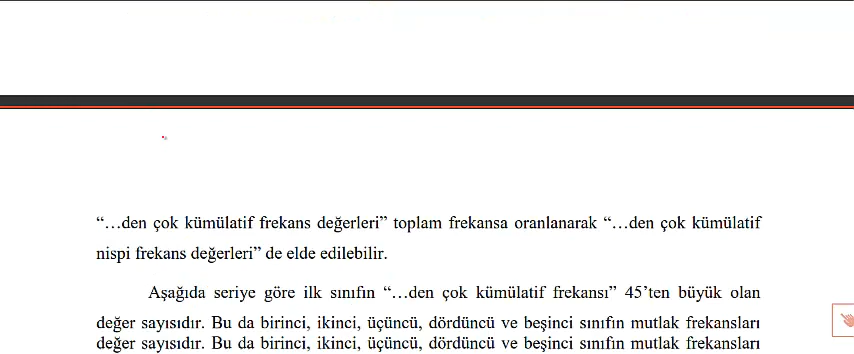 “…den çok kümülatif frekans değerleri” toplam frekansa oranlanarak “…den çok kümülatif
nispi frekans değerleri” de elde edilebilir.
Aşağıda seriye göre ilk sınıfın “…den çok kümülatif frekansı” 45’ten büyük olan
değer sayısıdır. Bu da birinci, ikinci, üçüncü, dördüncü ve beşinci sınıfın mutlak frekansları
değer sayısıdır. Bu da birinci, ikinci, üçüncü, dördüncü ve beşinci sınıfın mutlak frekansları